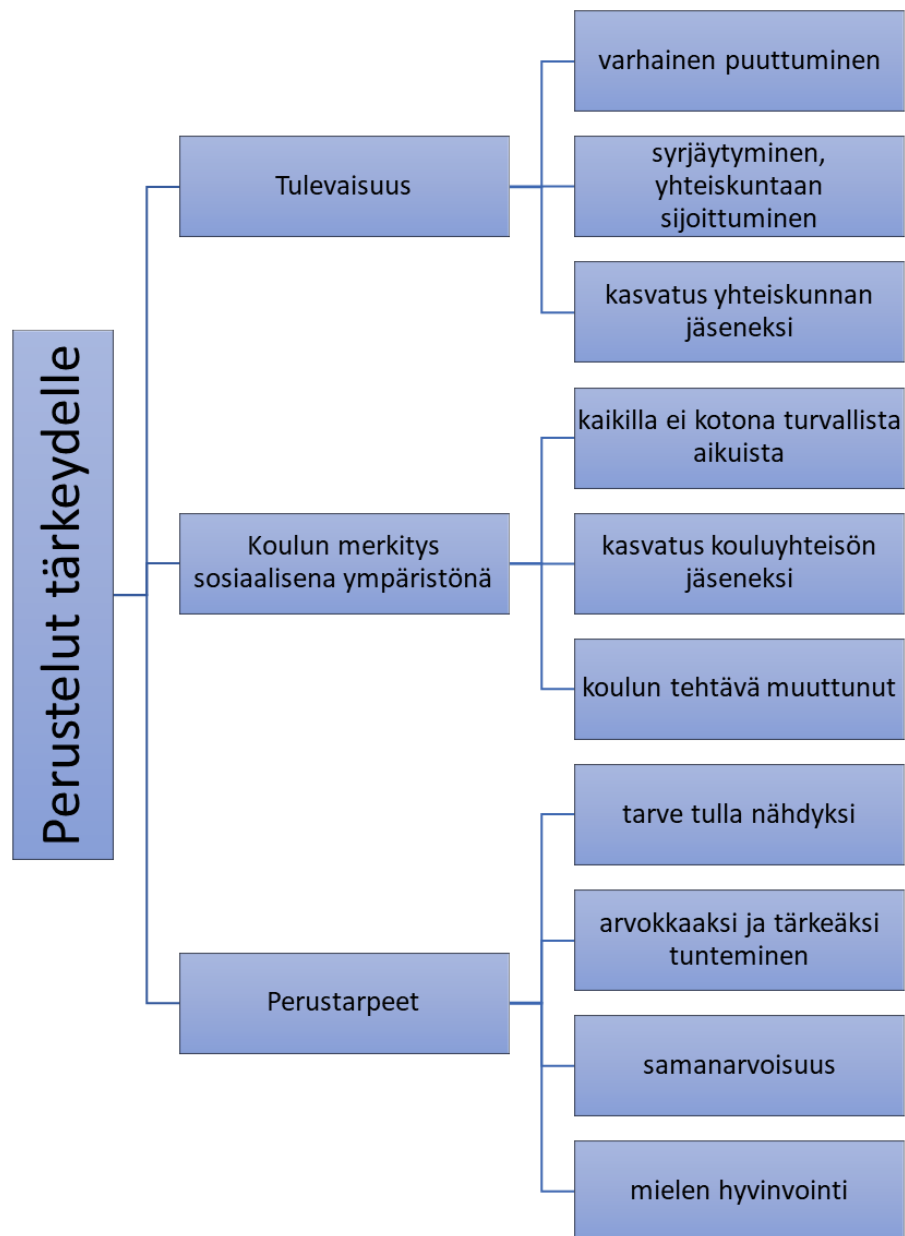 Perustelut tärkeydelle
Tulevaisuus
varhainen puuttuminen
syrjäytyminen,
yhteiskuntaan
sijoittuminen
kasvatus yhteiskunnan
jäseneksi
Koulun merkitys
sosiaalisena ympäristönä
kaikilla ei kotona turvallista
aikuista
kasvatus kouluyhteisön
jäseneksi
koulun tehtävä muuttunut
Perustarpeet
tarve tulla nähdyksi
arvokkaaksi ja tärkeäksi
tunteminen
samanarvoisuus
mielen hyvinvointi